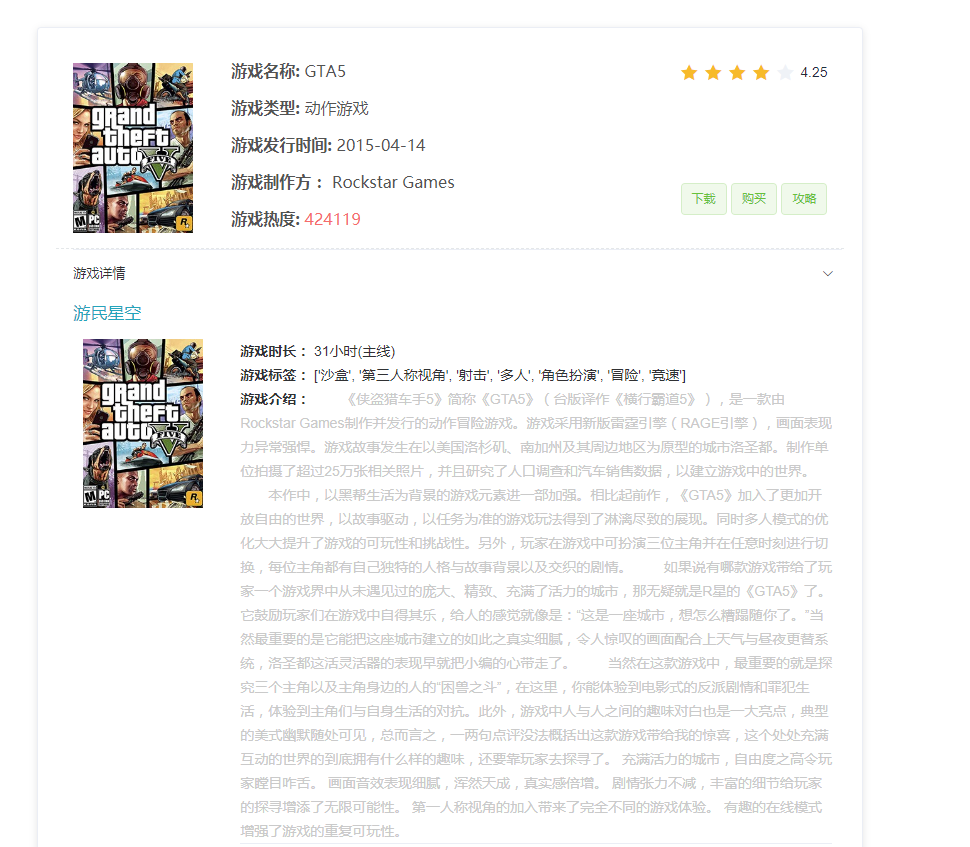 grand
theft
auto
FIVE
M
PC
R
游戏名称: GTA5
4.25
游戏类型: 动作游戏
游戏发行时间: 2015-04-14
游戏制作方： Rockstar Games
下载 购买 攻略
游戏热度: 424119
游戏详情
游民星空
grand
theft
auto
FIVE
M
PC
R
游戏时长： 31小时(主线)
游戏标签： ['沙盒', '第三人称视角', '射击', '多人', '角色扮演', '冒险', '竞速']
游戏介绍： 《侠盗猎车手5》简称《GTA5》（台版译作《横行霸道5》），是一款由
Rockstar Games制作并发行的动作冒险游戏。游戏采用新版雷霆引擎（RAGE引擎），画面表现
力异常强悍。游戏故事发生在以美国洛杉矶、南加州及其周边地区为原型的城市洛圣都。制作单
位拍摄了超过25万张相关照片，并且研究了人口调查和汽车销售数据，以建立游戏中的世界。
本作中，以黑帮生活为背景的游戏元素进一部加强。相比起前作，《GTA5》加入了更加开
放自由的世界，以故事驱动，以任务为准的游戏玩法得到了淋漓尽致的展现。同时多人模式的优
化大大提升了游戏的可玩性和挑战性。另外，玩家在游戏中可扮演三位主角并在任意时刻进行切
换，每位主角都有自己独特的人格与故事背景以及交织的剧情。 如果说有哪款游戏带给了玩
家一个游戏界中从未遇见过的庞大、精致、充满了活力的城市，那无疑就是R星的《GTA5》了。
它鼓励玩家们在游戏中自得其乐，给人的感觉就像是：“这是一座城市，想怎么糟蹋随你了。”当
然最重要的是它能把这座城市建立的如此之真实细腻，令人惊叹的画面配合上天气与昼夜更替系
统，洛圣都这活灵活器的表现早就把小编的心带走了。 当然在这款游戏中，最重要的就是探
究三个主角以及主角身边的人的“困兽之斗”，在这里，你能体验到电影式的反派剧情和罪犯生
活，体验到主角们与自身生活的对抗。此外，游戏中人与人之间的趣味对白也是一大亮点，典型
的美式幽默随处可见，总而言之，一两句点评没法概括出这款游戏带给我的惊喜，这个处处充满
互动的世界的到底拥有什么样的趣味，还要靠玩家去探寻了。 充满活力的城市，自由度之高令玩
家瞠目咋舌。 画面音效表现细腻，浑然天成，真实感倍增。 剧情张力不减，丰富的细节给玩家
的探寻增添了无限可能性。 第一人称视角的加入带来了完全不同的游戏体验。 有趣的在线模式
增强了游戏的重复可玩性。